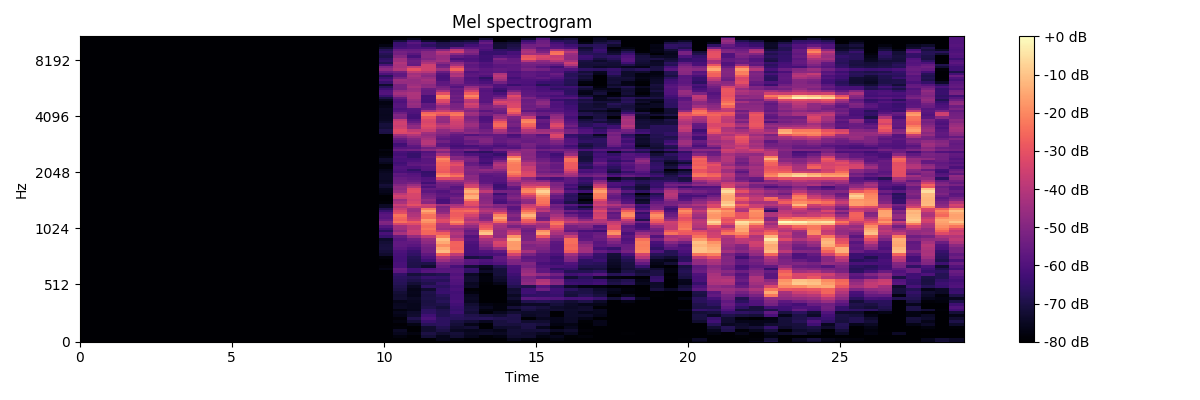 Mel spectrogram
8192
4096
2048
1024
512
0
Hz
0 5 10 15 20 25
Time
+0 dB
-10 dB
-20 dB
-30 dB
-40 dB
-50 dB
-60 dB
-70 dB
-80 dB